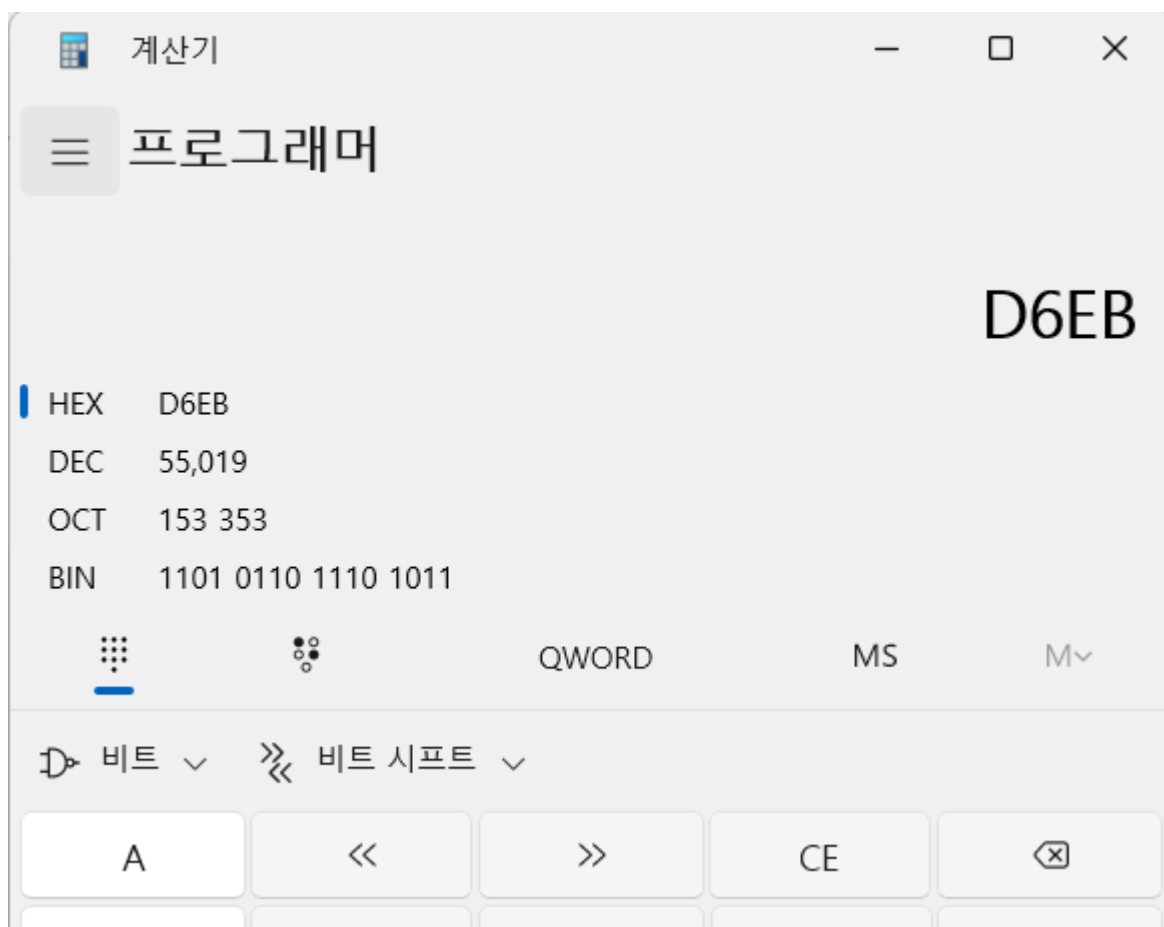 계산기
프로그래머
D6EB
HEX D6EB
DEC 55,019
OCT 153 353
BIN 1101 0110 1110 1011
QWORD MS M
비트 비트 시프트
A << >> CE